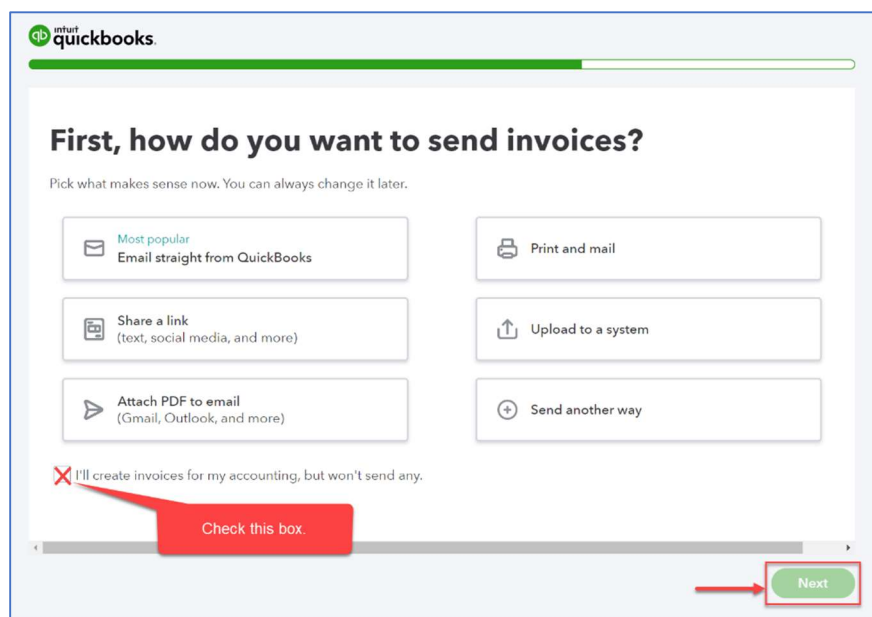 intuit
quickbooks.
First, how do you want to send invoices?
Pick what makes sense now. You can always change it later.
Most popular
Email straight from QuickBooks
Print and mail
Share a link
(text, social media, and more)
Upload to a system
Attach PDF to email
(Gmail, Outlook, and more)
Send another way
I'll create invoices for my accounting, but won't send any.
Check this box.
Next